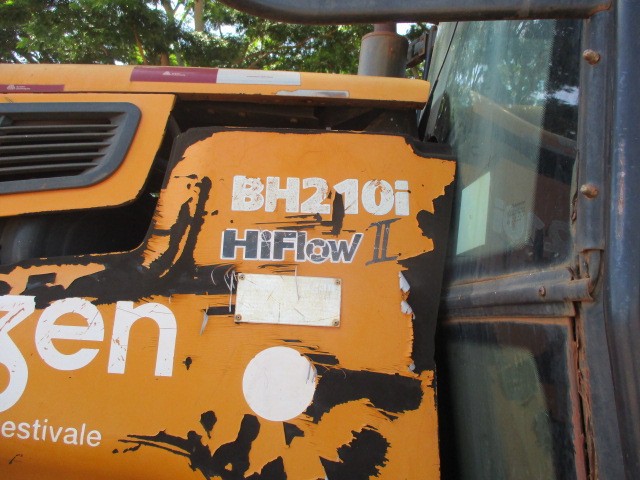 BH210i
HiFlow II
gen
estivale